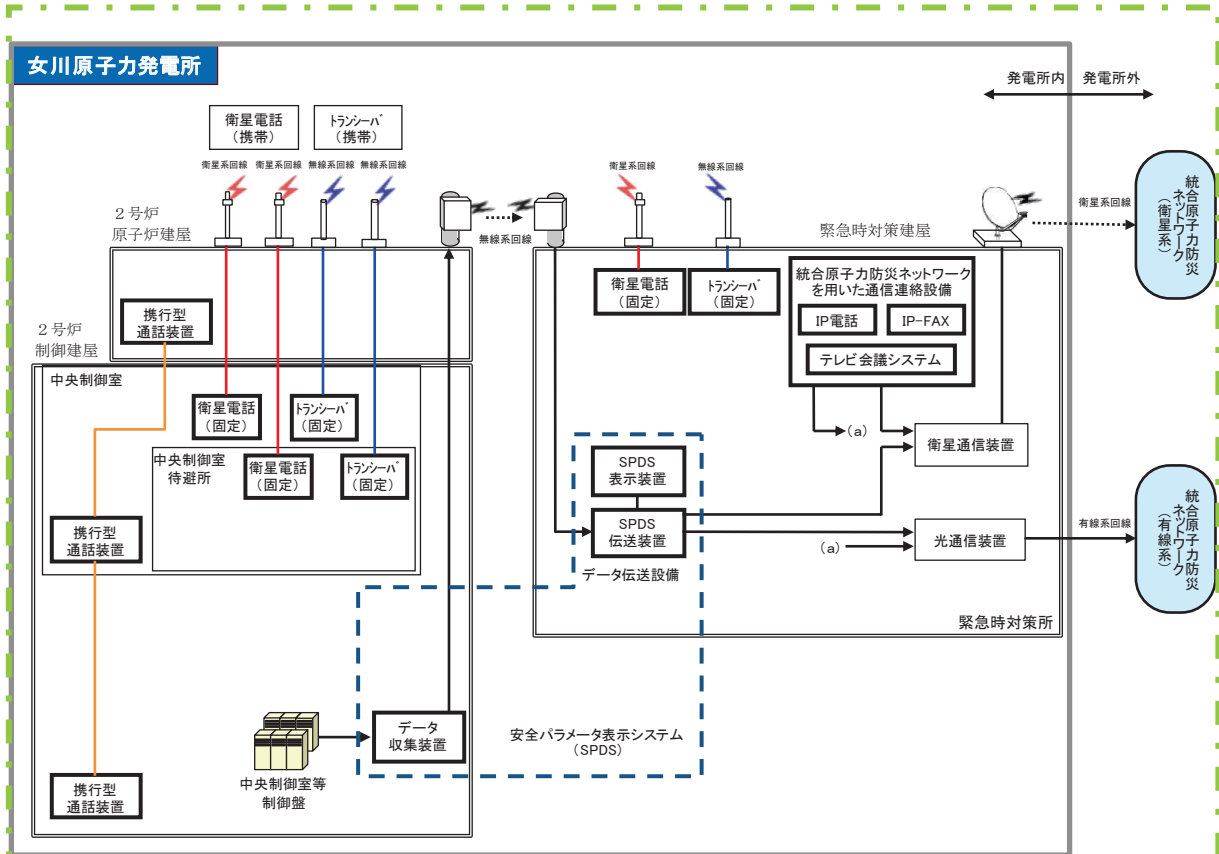 女川原子力発電所
発電所内
発電所外
衛星電話
(携帯)
トランシーバ
(携帯)
衛星系回線
衛星系回線
無線系回線
無線系回線
2号炉
原子炉建屋
無線系回線
衛星系回線
無線系回線
緊急時対策建屋
衛星系回線
統合原子力防災
ネットワーク
(衛星系)
携行型
通話装置
衛星電話
(固定)
トランシーバ
(固定)
統合原子力防災ネットワーク
を用いた通信連絡設備
IP電話
IP-FAX
テレビ会議システム
2号炉
制御建屋
中央制御室
衛星電話
(固定)
トランシーバ
(固定)
中央制御室
待避所
衛星電話
(固定)
トランシーバ
(固定)
(a)
衛星通信装置
SPDS
表示装置
携行型
通話装置
SPDS
伝送装置
(a)
光通信装置
有線系回線
統合原子力防災
ネットワーク
(有線系)
データ伝送設備
緊急時対策所
データ
収集装置
安全パラメータ表示システム
(SPDS)
中央制御室等
制御盤
携行型
通話装置